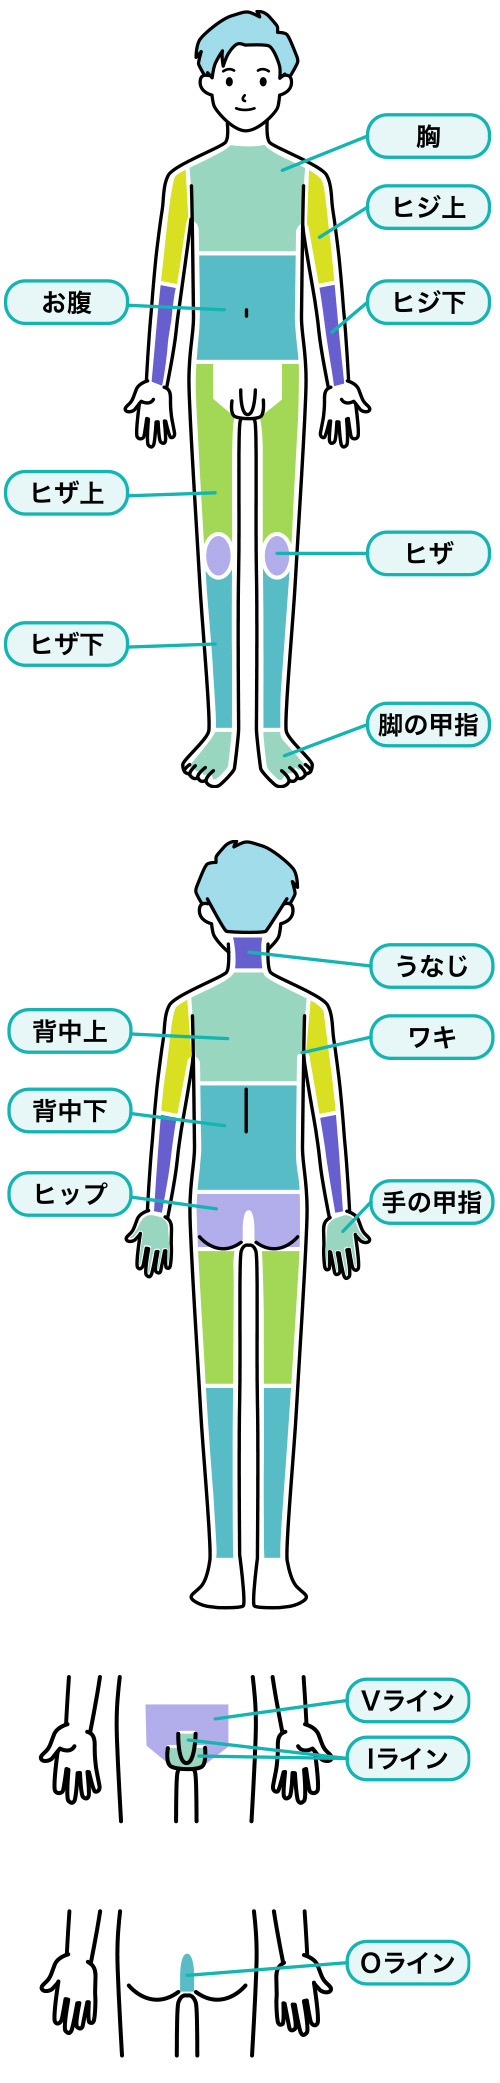 胸
ヒジ上
お腹
ヒジ下
ヒザ上
ヒザ
ヒザ下
脚の甲指
うなじ
背中上
ワキ
背中下
ヒップ
手の甲指
Vライン
Iライン
Oライン